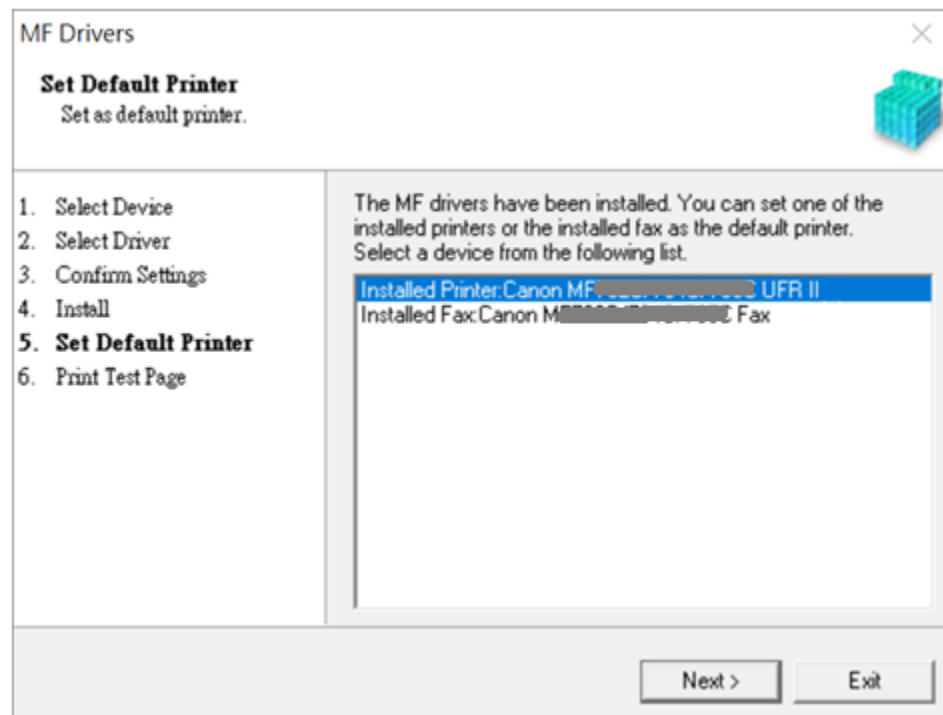 MF Drivers
Set Default Printer
Set as default printer.
1. Select Device
2. Select Driver
3. Confirm Settings
4. Install
5. Set Default Printer
6. Print Test Page
The MF drivers have been installed. You can set one of the
installed printers or the installed fax as the default printer.
Select a device from the following list.
Installed Printer:Canon UFR II
Installed Fax:Canon Fax
Next >
Exit